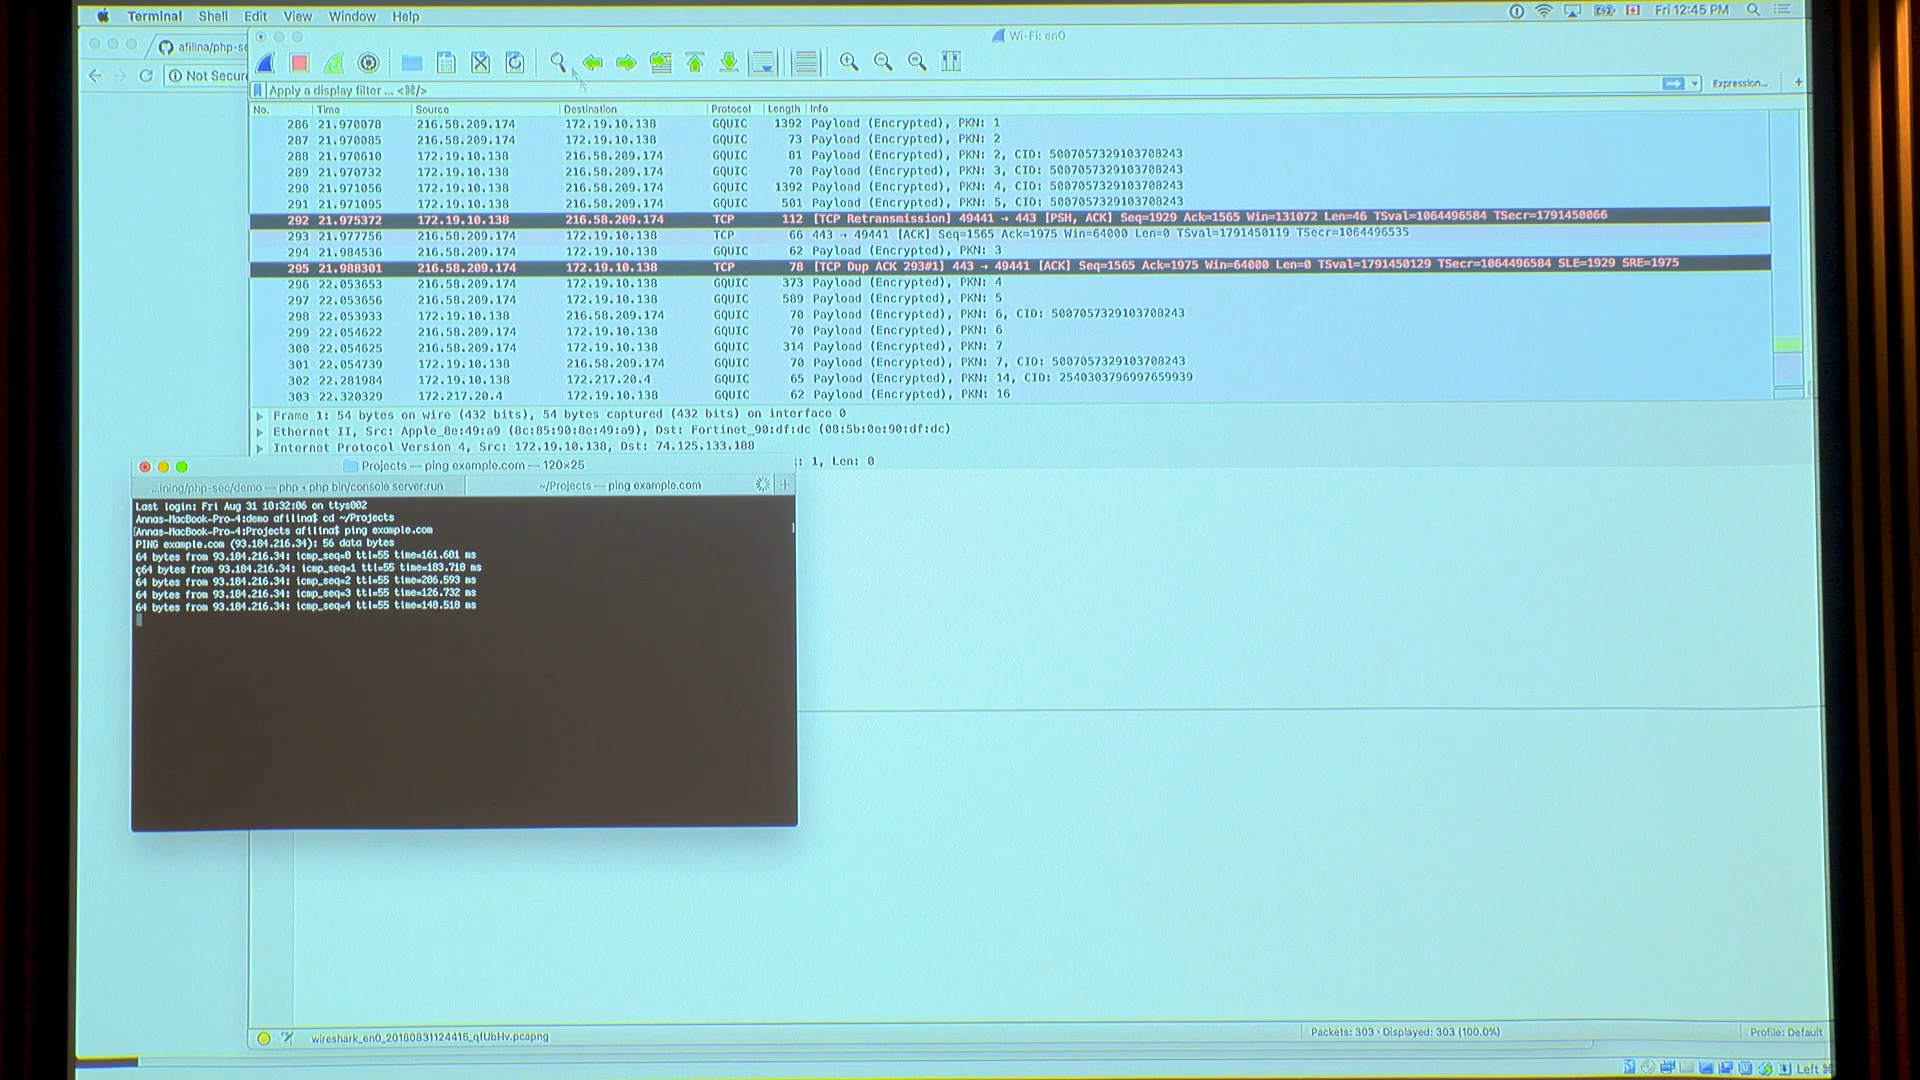 Terminal Shell Edit View Window Help Fri 12:45 PM
afilina/php-se Wi-Fi: en0
Not Secure
Apply a display filter ... <⌘/> Expression... +
No. Time Source Destination Protocol Length Info
286 21.970078 216.58.209.174 172.19.10.138 GQUIC 1392 Payload (Encrypted), PKN: 1
287 21.970085 216.58.209.174 172.19.10.138 GQUIC 73 Payload (Encrypted), PKN: 2
288 21.970610 172.19.10.138 216.58.209.174 GQUIC 81 Payload (Encrypted), PKN: 2, CID: 5007057329103708243
289 21.970732 172.19.10.138 216.58.209.174 GQUIC 70 Payload (Encrypted), PKN: 3, CID: 5007057329103708243
290 21.971056 172.19.10.138 216.58.209.174 GQUIC 1392 Payload (Encrypted), PKN: 4, CID: 5007057329103708243
291 21.971095 172.19.10.138 216.58.209.174 GQUIC 501 Payload (Encrypted), PKN: 5, CID: 5007057329103708243
292 21.975372 172.19.10.138 216.58.209.174 TCP 112 [TCP Retransmission] 49441 → 443 [PSH, ACK] Seq=1929 Ack=1565 Win=131072 Len=46 TSval=1064496584 TSecr=1791450066
293 21.977756 216.58.209.174 172.19.10.138 TCP 66 443 → 49441 [ACK] Seq=1565 Ack=1975 Win=64000 Len=0 TSval=1791450119 TSecr=1064496535
294 21.984536 216.58.209.174 172.19.10.138 GQUIC 62 Payload (Encrypted), PKN: 3
295 21.988301 216.58.209.174 172.19.10.138 TCP 78 [TCP Dup ACK 293#1] 443 → 49441 [ACK] Seq=1565 Ack=1975 Win=64000 Len=0 TSval=1791450129 TSecr=1064496584 SLE=1929 SRE=1975
296 22.053653 216.58.209.174 172.19.10.138 GQUIC 373 Payload (Encrypted), PKN: 4
297 22.053656 216.58.209.174 172.19.10.138 GQUIC 589 Payload (Encrypted), PKN: 5
298 22.053933 172.19.10.138 216.58.209.174 GQUIC 70 Payload (Encrypted), PKN: 6, CID: 5007057329103708243
299 22.054622 216.58.209.174 172.19.10.138 GQUIC 70 Payload (Encrypted), PKN: 6
300 22.054625 216.58.209.174 172.19.10.138 GQUIC 314 Payload (Encrypted), PKN: 7
301 22.054739 172.19.10.138 216.58.209.174 GQUIC 70 Payload (Encrypted), PKN: 7, CID: 5007057329103708243
302 22.281984 172.19.10.138 172.217.20.4 GQUIC 65 Payload (Encrypted), PKN: 14, CID: 2540303796997659939
303 22.320329 172.217.20.4 172.19.10.138 GQUIC 62 Payload (Encrypted), PKN: 16
Frame 1: 54 bytes on wire (432 bits), 54 bytes captured (432 bits) on interface 0
Ethernet II, Src: Apple_8e:49:a9 (8c:85:90:8e:49:a9), Dst: Fortinet_90:df:dc (08:5b:0e:90:df:dc)
Internet Protocol Version 4, Src: 172.19.10.138, Dst: 74.125.133.188
: 1, Len: 0
Projects — ping example.com — 120×25
...ining/php-sec/demo — php • php bin/console server:run ~/Projects — ping example.com +
Last login: Fri Aug 31 10:32:06 on ttys002
Annas-MacBook-Pro-4:demo afilina$ cd ~/Projects
[Annas-MacBook-Pro-4:Projects afilina$ ping example.com ]
PING example.com (93.184.216.34): 56 data bytes
64 bytes from 93.184.216.34: icmp_seq=0 ttl=55 time=161.601 ms
ç64 bytes from 93.184.216.34: icmp_seq=1 ttl=55 time=183.718 ms
64 bytes from 93.184.216.34: icmp_seq=2 ttl=55 time=206.593 ms
64 bytes from 93.184.216.34: icmp_seq=3 ttl=55 time=126.732 ms
64 bytes from 93.184.216.34: icmp_seq=4 ttl=55 time=148.518 ms
wireshark_en0_20180831124415_qfUbHv.pcapng Packets: 303 · Displayed: 303 (100.0%) Profile: Default
Left ⌘